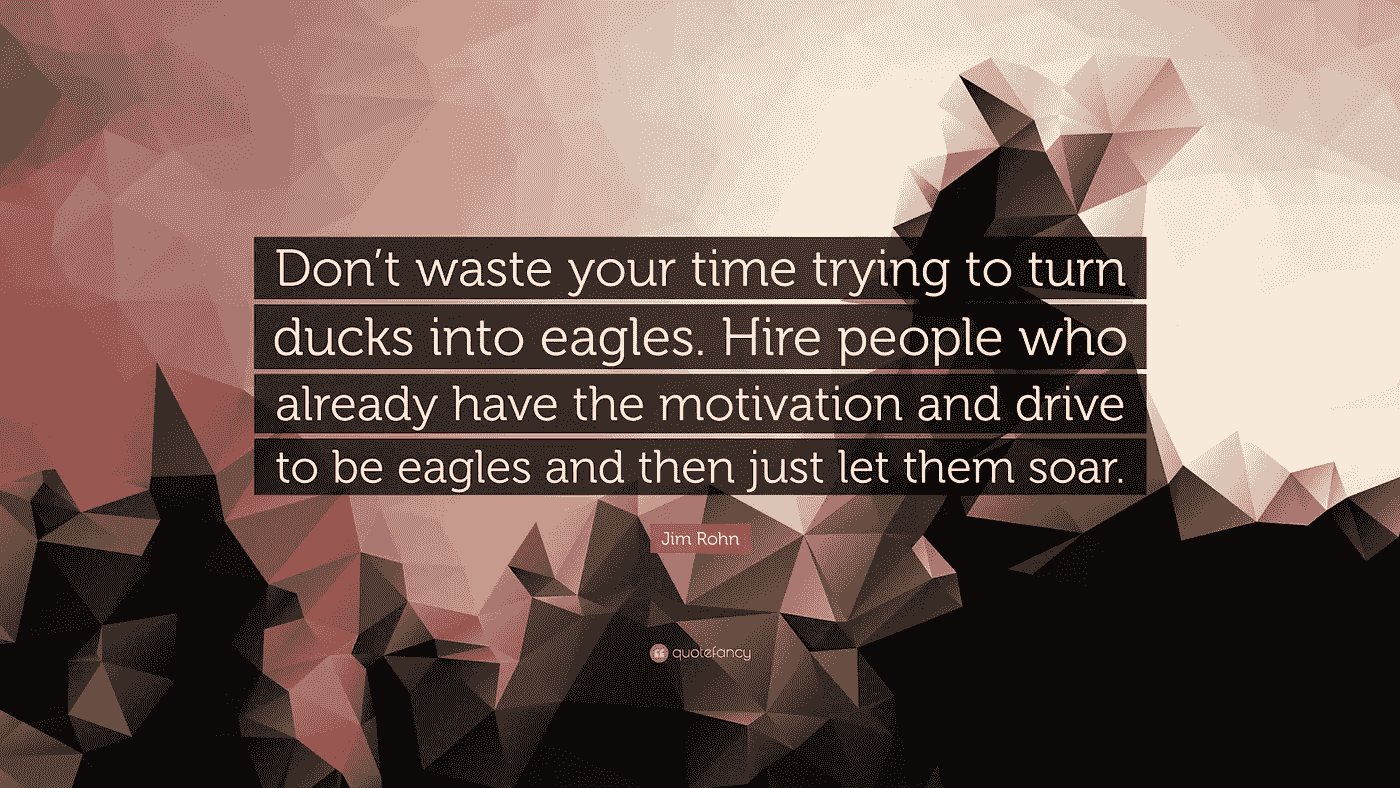 Don’t waste your time trying to turn
ducks into eagles. Hire people who
already have the motivation and drive
to be eagles and then just let them soar.
Jim Rohn
quotefancy